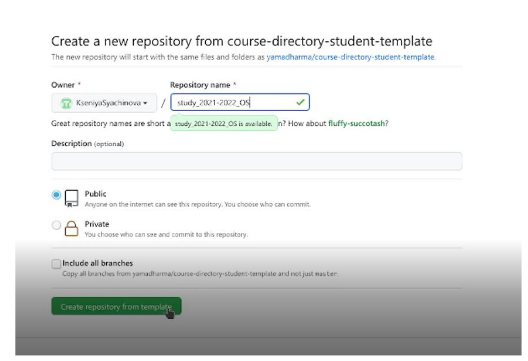 Create a new repository from course-directory-student-template
The new repository will start with the same files and folders as yamadharma/course-directory-student-template.
Owner * Repository name *
KseniyaSyachinova / study_2021-2022_OS
Great repository names are short a study_2021-2022_OS is available. n? How about fluffy-succotash?
Description (optional)
Public
Anyone on the internet can see this repository. You choose who can commit.
Private
You choose who can see and commit to this repository.
Include all branches
Copy all branches from yamadharma/course-directory-student-template and not just master.
Create repository from template